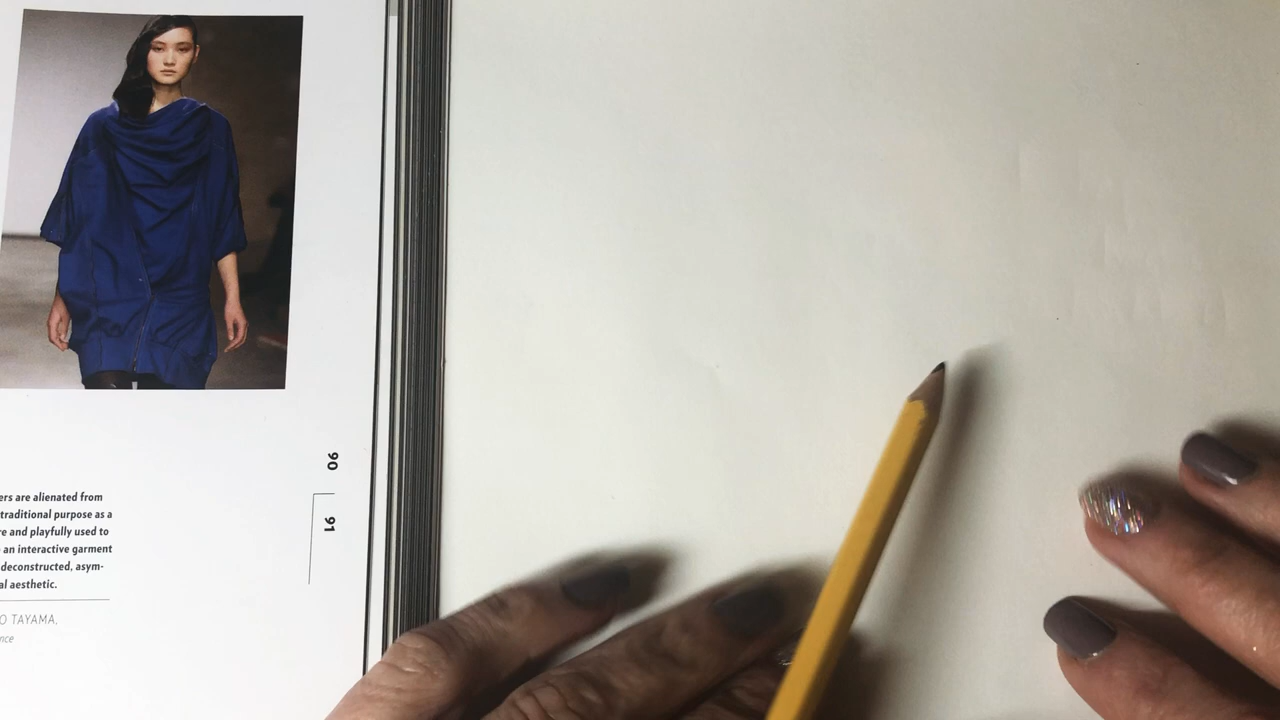 ers are alienated from
traditional purpose as a
re and playfully used to
an interactive garment
deconstructed, asym-
al aesthetic.
O TAYAMA,
nce
90
91